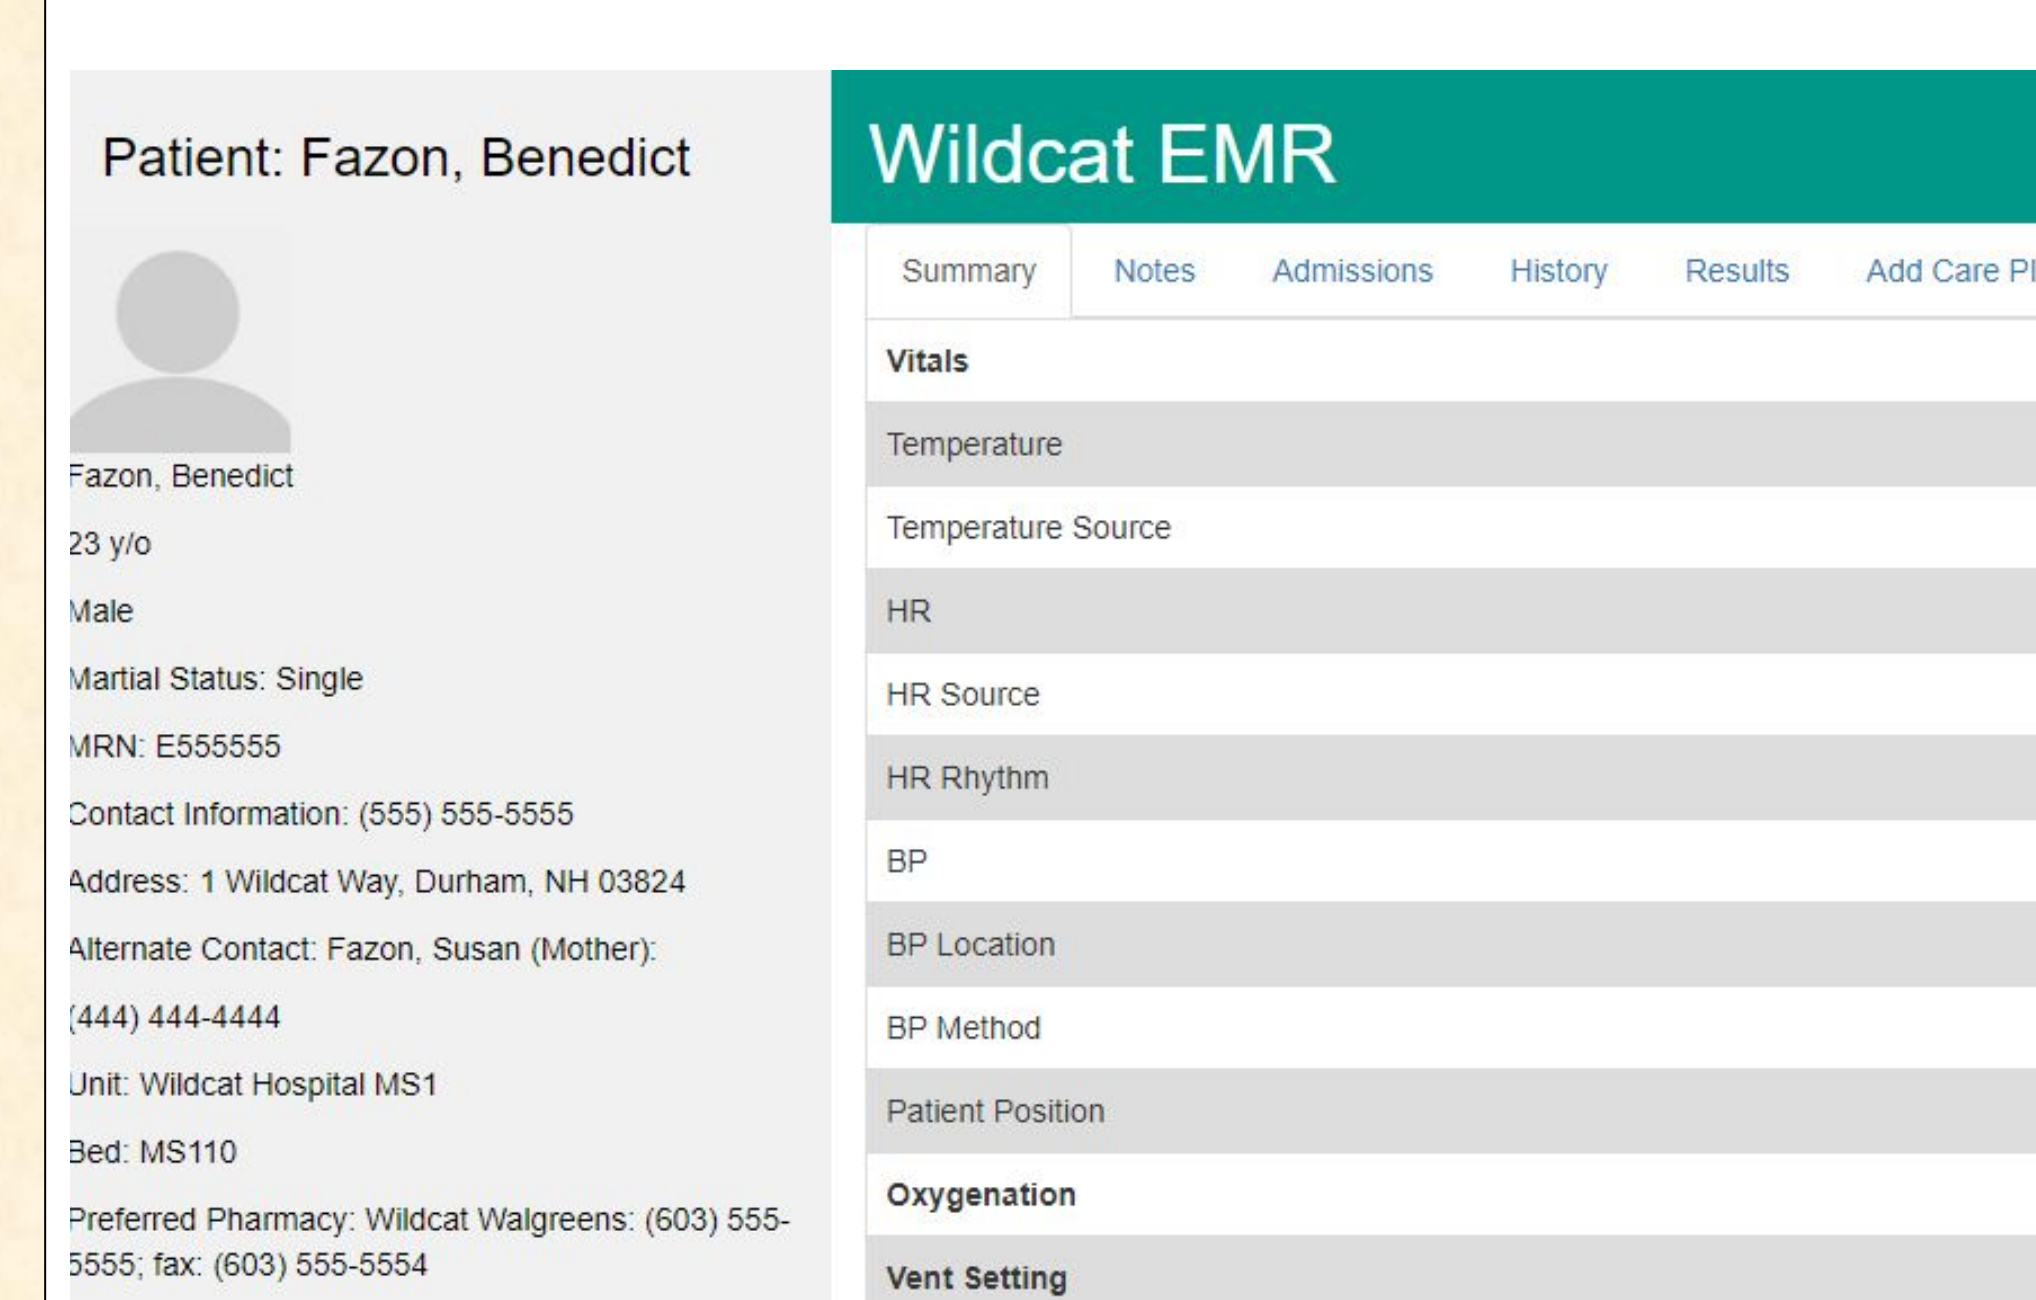 Patient: Fazon, Benedict
Fazon, Benedict
23 y/o
Male
Martial Status: Single
MRN: E555555
Contact Information: (555) 555-5555
Address: 1 Wildcat Way, Durham, NH 03824
Alternate Contact: Fazon, Susan (Mother):
(444) 444-4444
Unit: Wildcat Hospital MS1
Bed: MS110
Preferred Pharmacy: Wildcat Walgreens: (603) 555-
5555; fax: (603) 555-5554
Wildcat EMR
Summary Notes Admissions History Results Add Care Pl
Vitals
Temperature
Temperature Source
HR
HR Source
HR Rhythm
BP
BP Location
BP Method
Patient Position
Oxygenation
Vent Setting